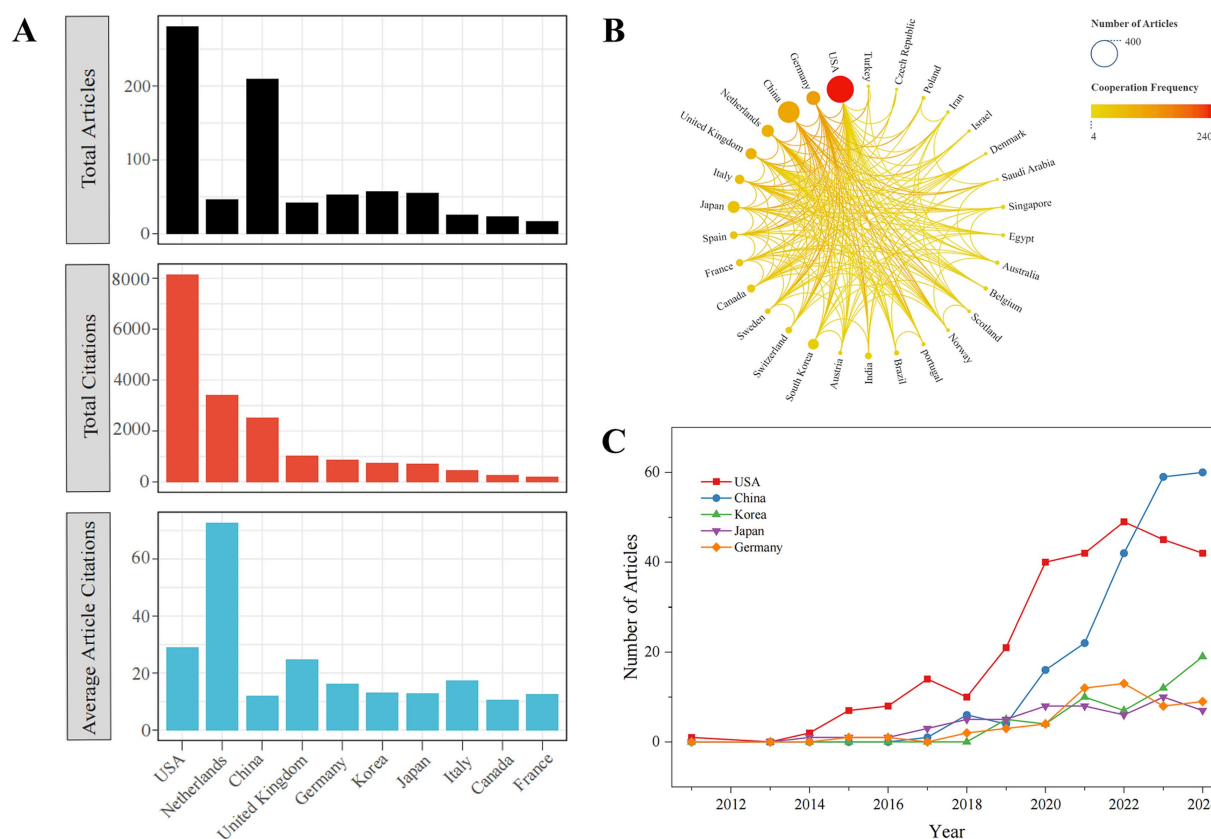 A
Total Articles
200
100
0
Total Citations
8000
6000
4000
2000
0
Average Article Citations
60
40
20
0
USA
Netherlands
China
United Kingdom
Germany
Korea
Japan
Italy
Canada
France
B
USA
Turkey
Czech Republic
Poland
Iran
Israel
Denmark
Saudi Arabia
Singapore
Egypt
Australia
Belgium
Scotland
Norway
portugal
Brazil
India
Austria
South Korea
Switzerland
Sweden
Canada
France
Spain
Japan
Italy
United Kingdom
Netherlands
China
Germany
Number of Articles
400
Cooperation Frequency
4
240
C
USA
China
Korea
Japan
Germany
Number of Articles
60
40
20
0
2012
2014
2016
2018
2020
2022
Year